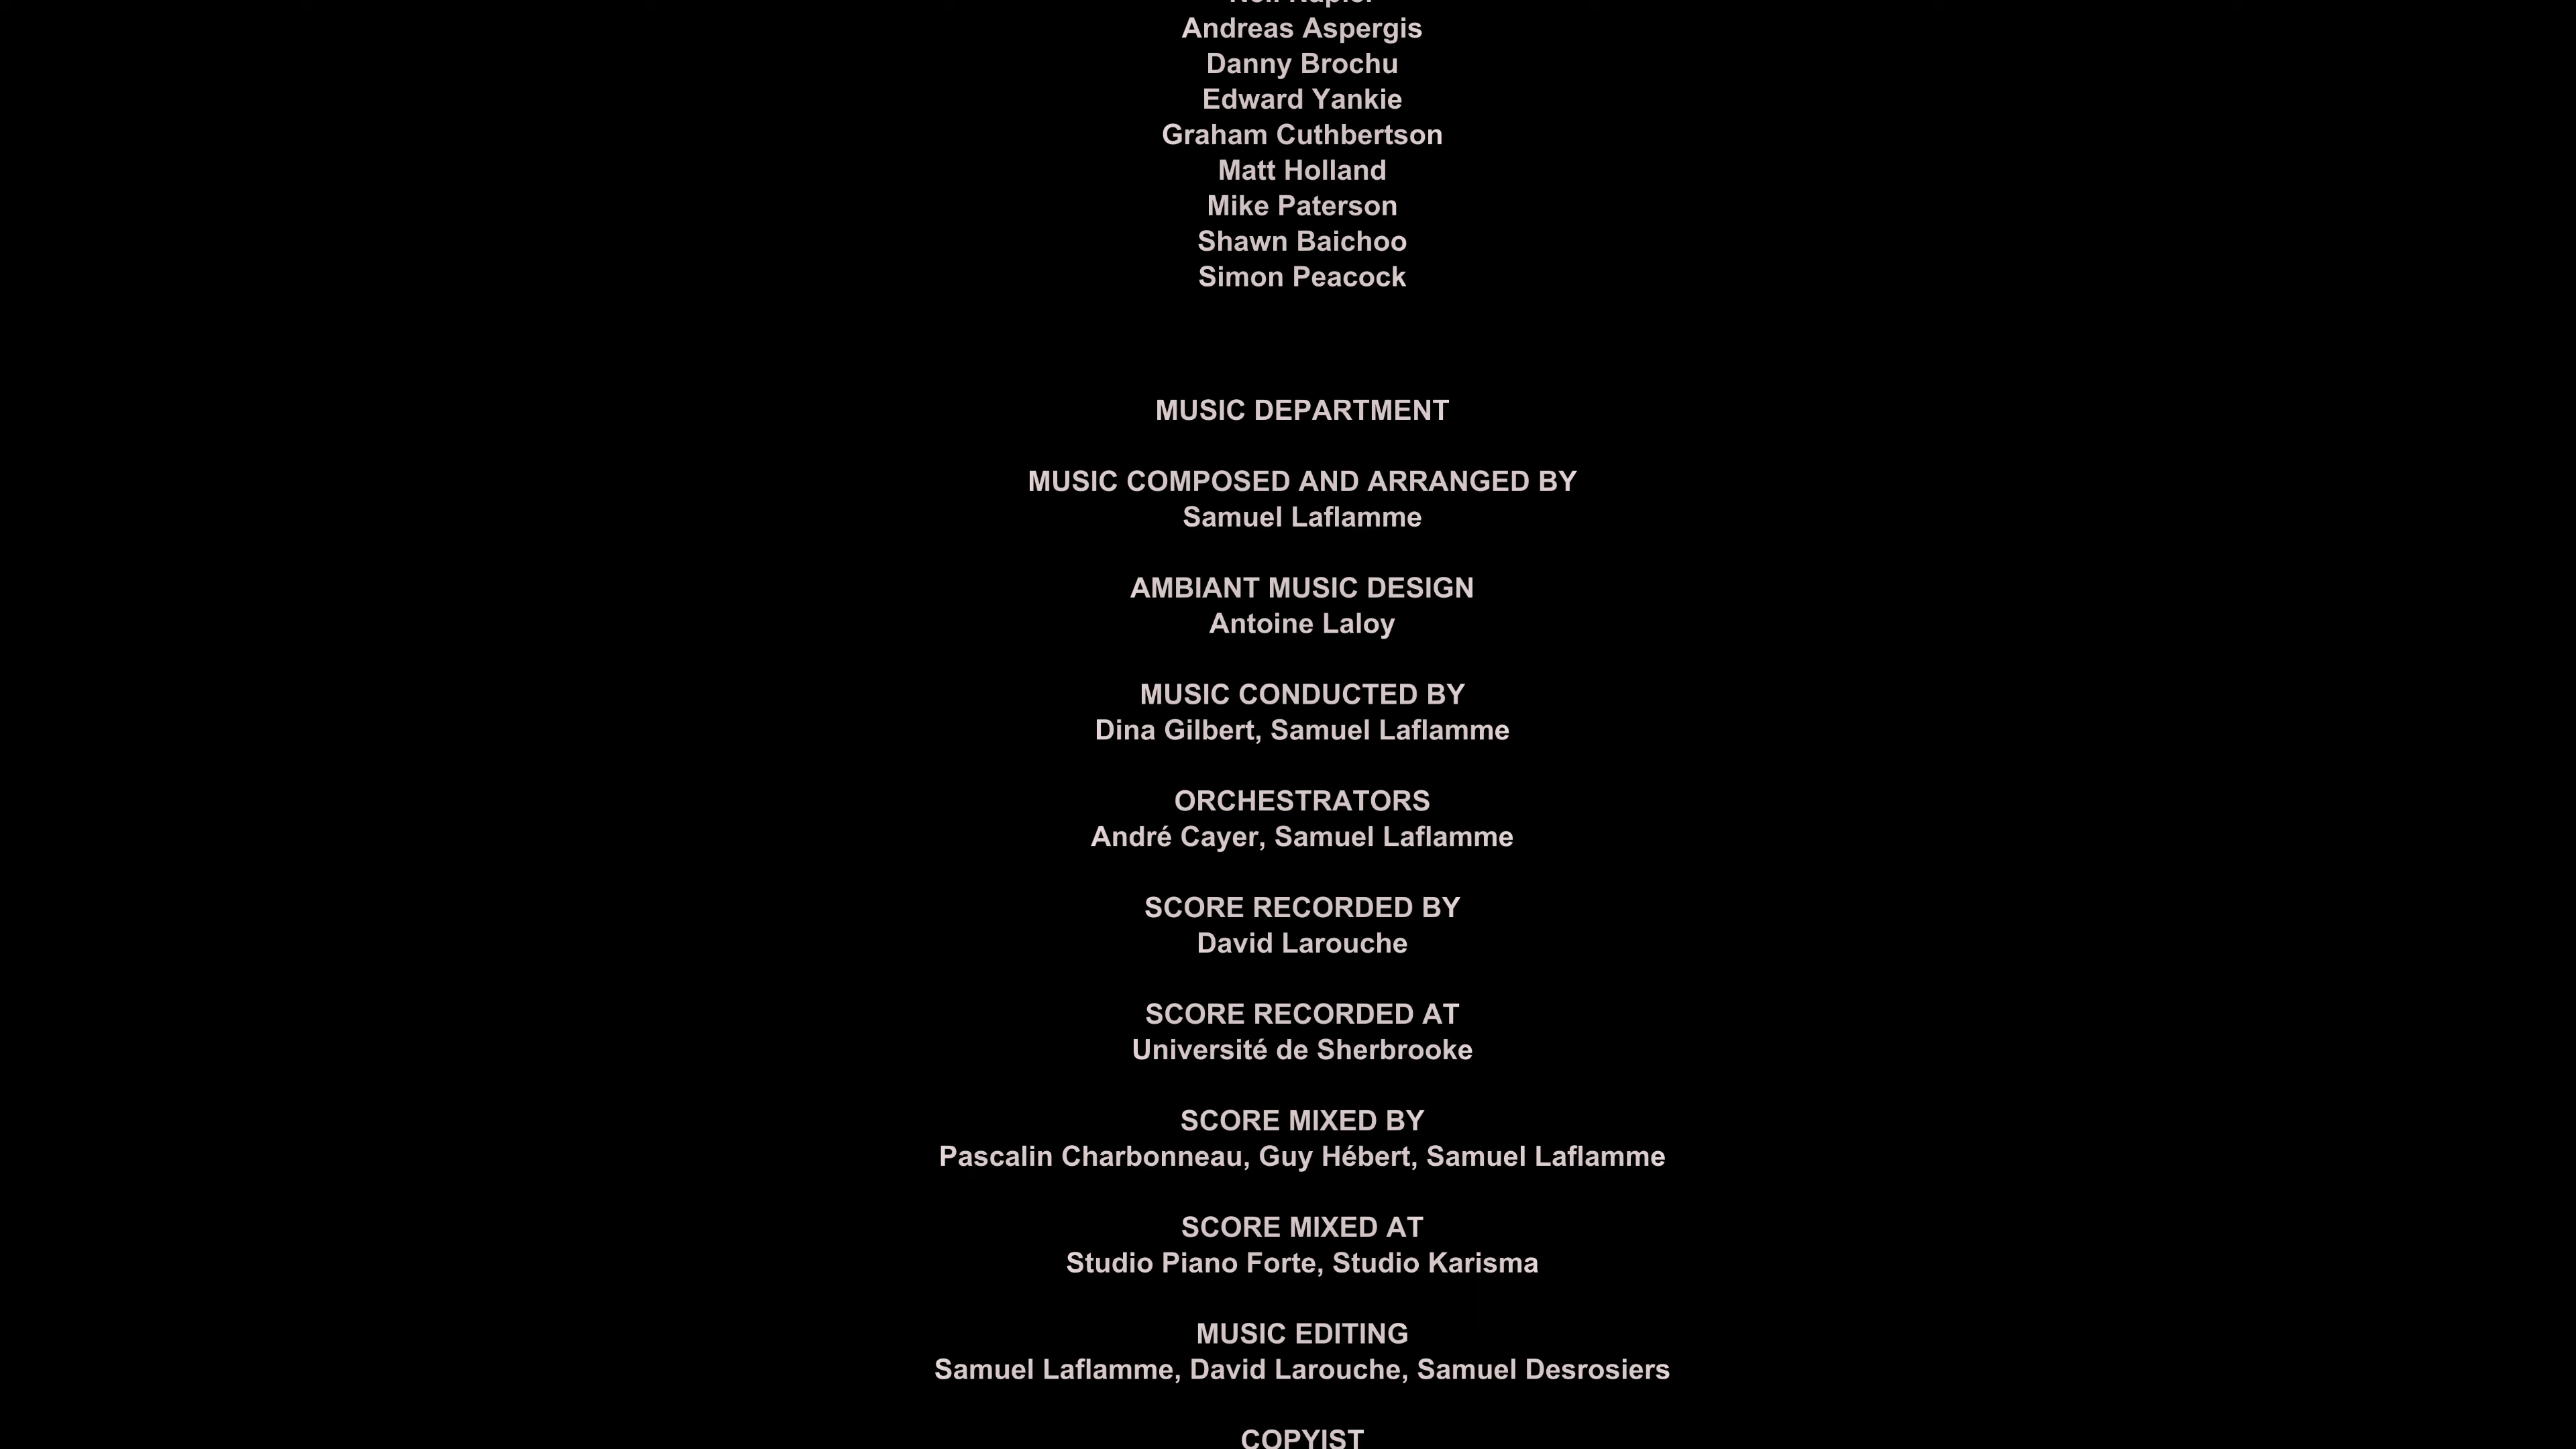 Andreas Aspergis
Danny Brochu
Edward Yankie
Graham Cuthbertson
Matt Holland
Mike Paterson
Shawn Baichoo
Simon Peacock
MUSIC DEPARTMENT
MUSIC COMPOSED AND ARRANGED BY
Samuel Laflamme
AMBIANT MUSIC DESIGN
Antoine Laloy
MUSIC CONDUCTED BY
Dina Gilbert, Samuel Laflamme
ORCHESTRATORS
André Cayer, Samuel Laflamme
SCORE RECORDED BY
David Larouche
SCORE RECORDED AT
Université de Sherbrooke
SCORE MIXED BY
Pascalin Charbonneau, Guy Hébert, Samuel Laflamme
SCORE MIXED AT
Studio Piano Forte, Studio Karisma
MUSIC EDITING
Samuel Laflamme, David Larouche, Samuel Desrosiers
COPYIST